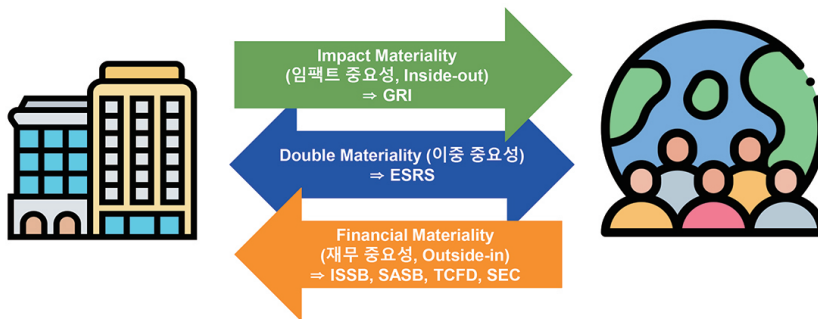 Impact Materiality
(임팩트 중요성, Inside-out)
⇒ GRI
Double Materiality (이중 중요성)
⇒ ESRS
Financial Materiality
(재무 중요성, Outside-in)
⇒ ISSB, SASB, TCFD, SEC